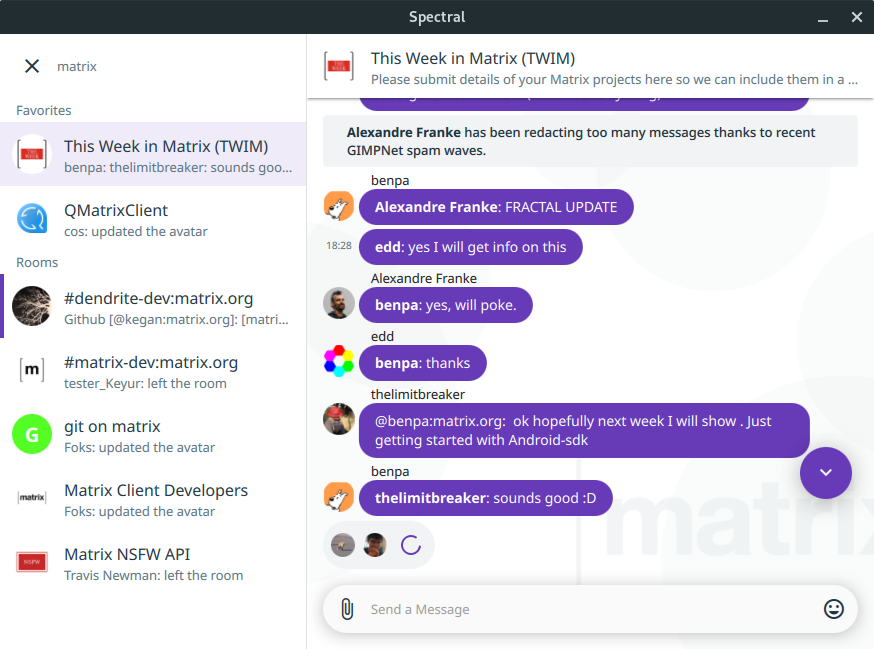 Spectral
matrix
Favorites
This Week in Matrix (TWIM)
benpa: thelimitbreaker: sounds goo...
QMatrixClient
cos: updated the avatar
Rooms
#dendrite-dev:matrix.org
Github [@kegan:matrix.org]: [matri...
[m]
#matrix-dev:matrix.org
tester_Keyur: left the room
G
git on matrix
Foks: updated the avatar
matrix
Matrix Client Developers
Foks: updated the avatar
NSFW
Matrix NSFW API
Travis Newman: left the room
This Week in Matrix (TWIM)
Please submit details of your Matrix projects here so we can include them in a ...
Alexandre Franke has been redacting too many messages thanks to recent
GIMPNet spam waves.
benpa
Alexandre Franke: FRACTAL UPDATE
18:28
edd: yes I will get info on this
Alexandre Franke
benpa: yes, will poke.
edd
benpa: thanks
thelimitbreaker
@benpa:matrix.org:  ok hopefully next week I will show . Just
getting started with Android-sdk
benpa
thelimitbreaker: sounds good :D
matrix
Send a Message